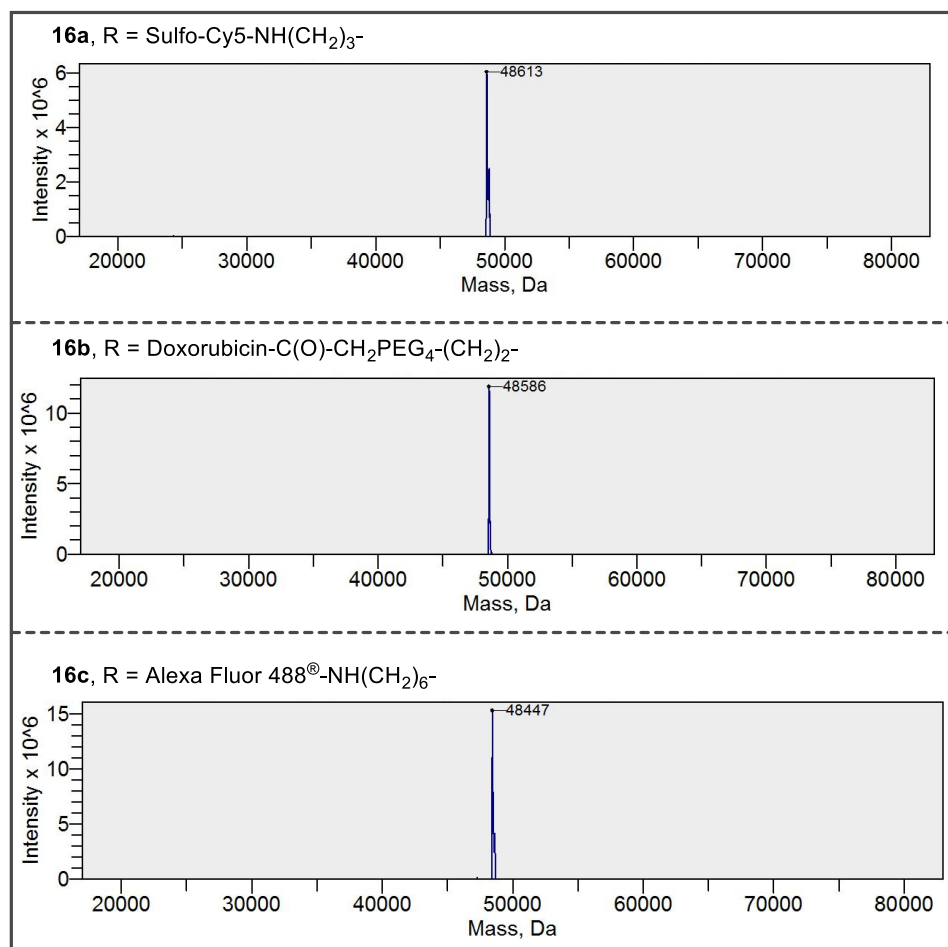 16a, R = Sulfo-Cy5-NH(CH₂)₃-
Intensity x 10^6
6
4
2
0
48613
20000 30000 40000 50000 60000 70000 80000
Mass, Da
16b, R = Doxorubicin-C(O)-CH₂PEG₄-(CH₂)₂-
Intensity x 10^6
10
5
0
48586
20000 30000 40000 50000 60000 70000 80000
Mass, Da
16c, R = Alexa Fluor 488®-NH(CH₂)₆-
Intensity x 10^6
15
10
5
0
48447
20000 30000 40000 50000 60000 70000 80000
Mass, Da